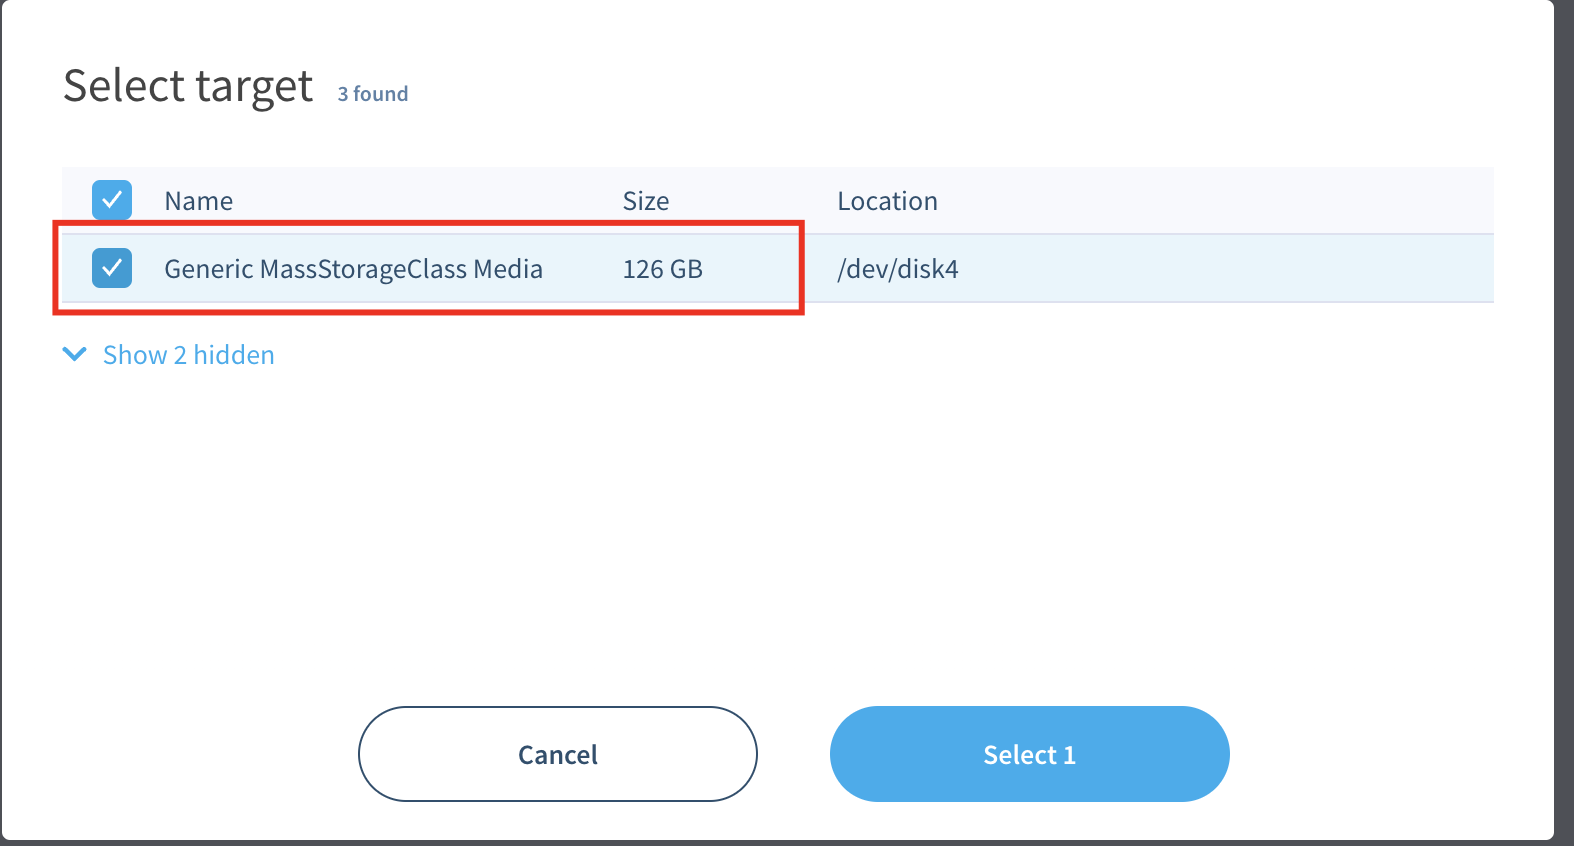 Select target 3 found
Name Size Location
Generic MassStorageClass Media 126 GB /dev/disk4
Show 2 hidden
Cancel Select 1